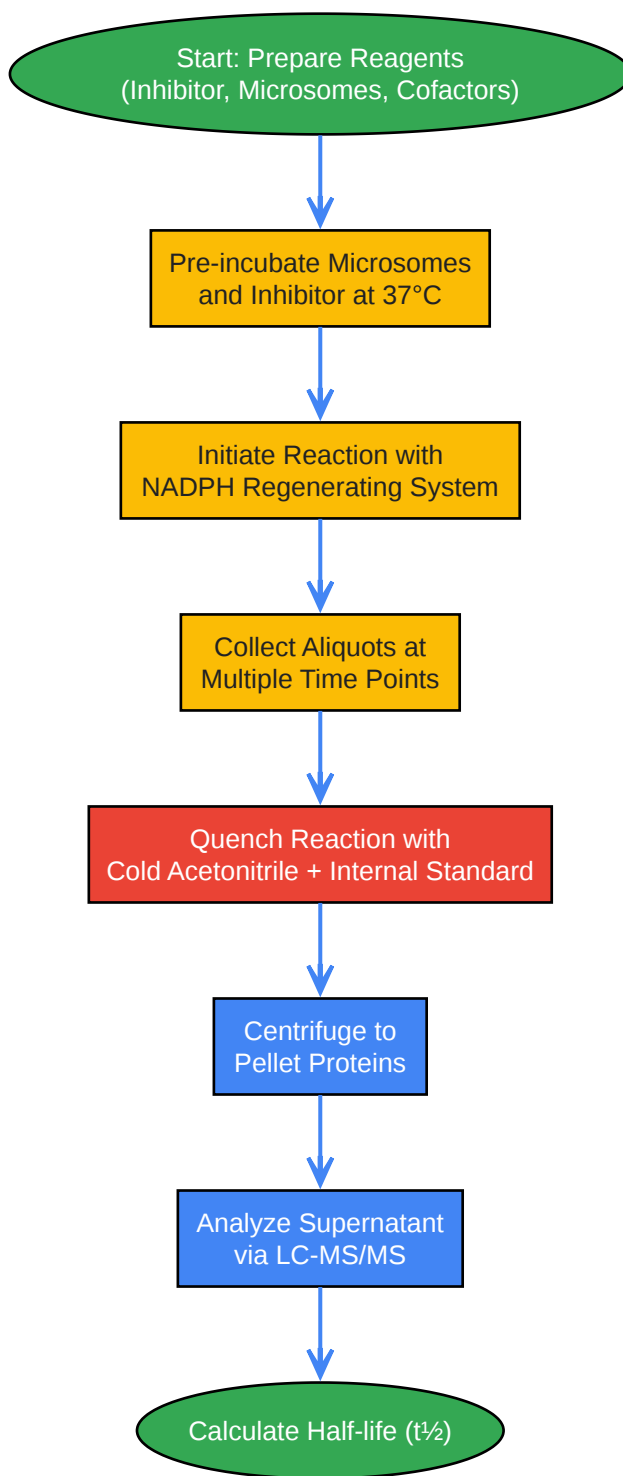 Start: Prepare Reagents
(Inhibitor, Microsomes, Cofactors)
Pre-incubate Microsomes
and Inhibitor at 37°C
Initiate Reaction with
NADPH Regenerating System
Collect Aliquots at
Multiple Time Points
Quench Reaction with
Cold Acetonitrile + Internal Standard
Centrifuge to
Pellet Proteins
Analyze Supernatant
via LC-MS/MS
Calculate Half-life (t½)